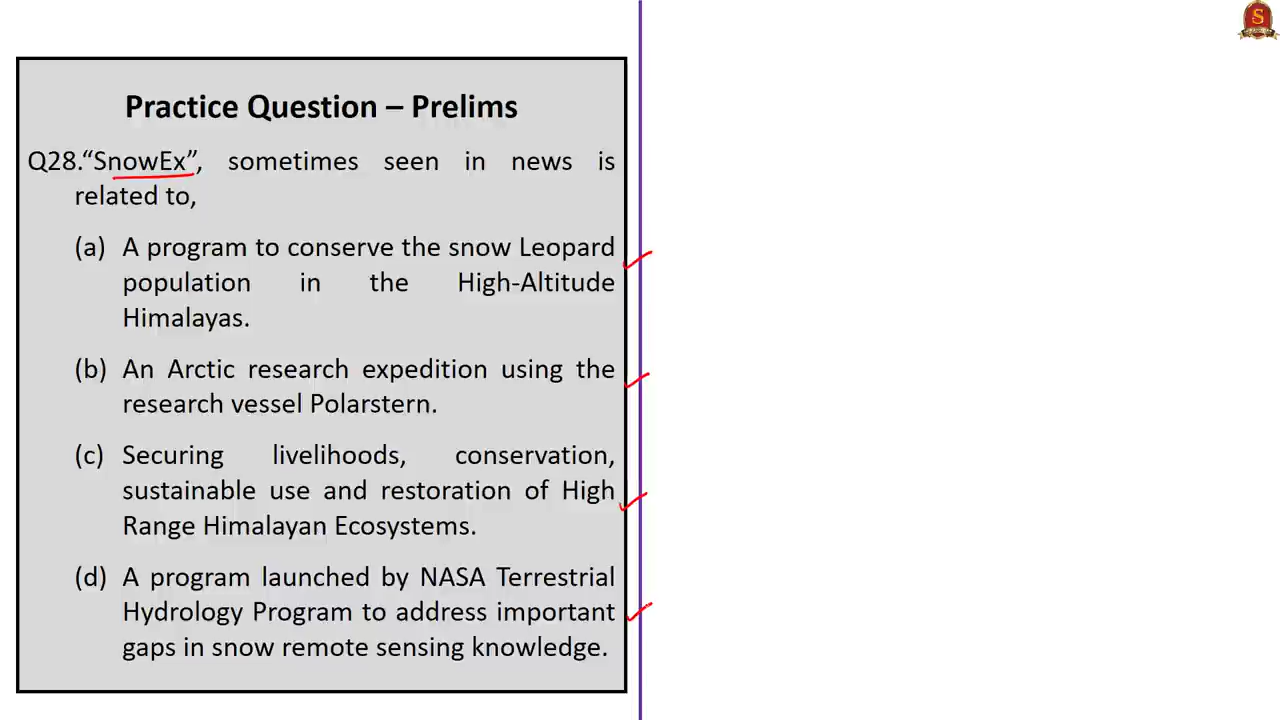 Practice Question – Prelims
Q28.“SnowEx”, sometimes seen in news is
related to,
(a) A program to conserve the snow Leopard
population in the High-Altitude
Himalayas.
(b) An Arctic research expedition using the
research vessel Polarstern.
(c) Securing livelihoods, conservation,
sustainable use and restoration of High
Range Himalayan Ecosystems.
(d) A program launched by NASA Terrestrial
Hydrology Program to address important
gaps in snow remote sensing knowledge.
S